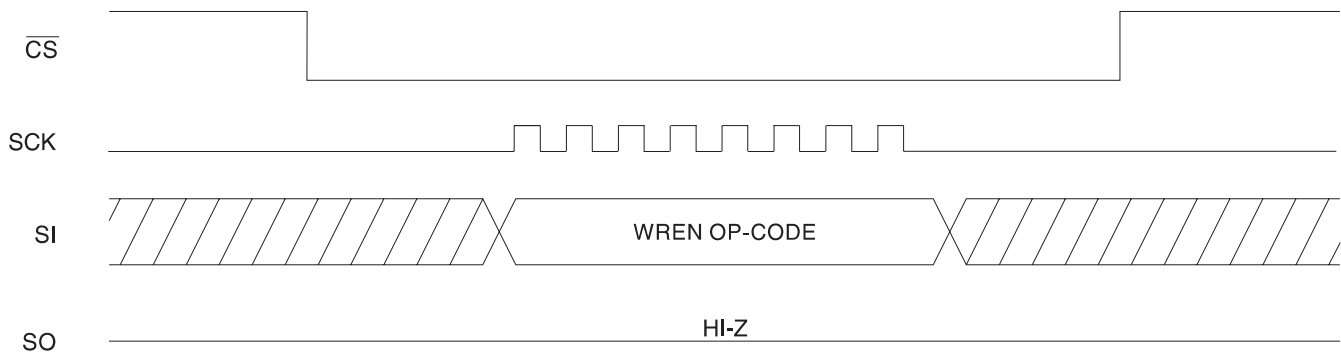 CS
SCK
SI
WREN OP-CODE
HI-Z
SO